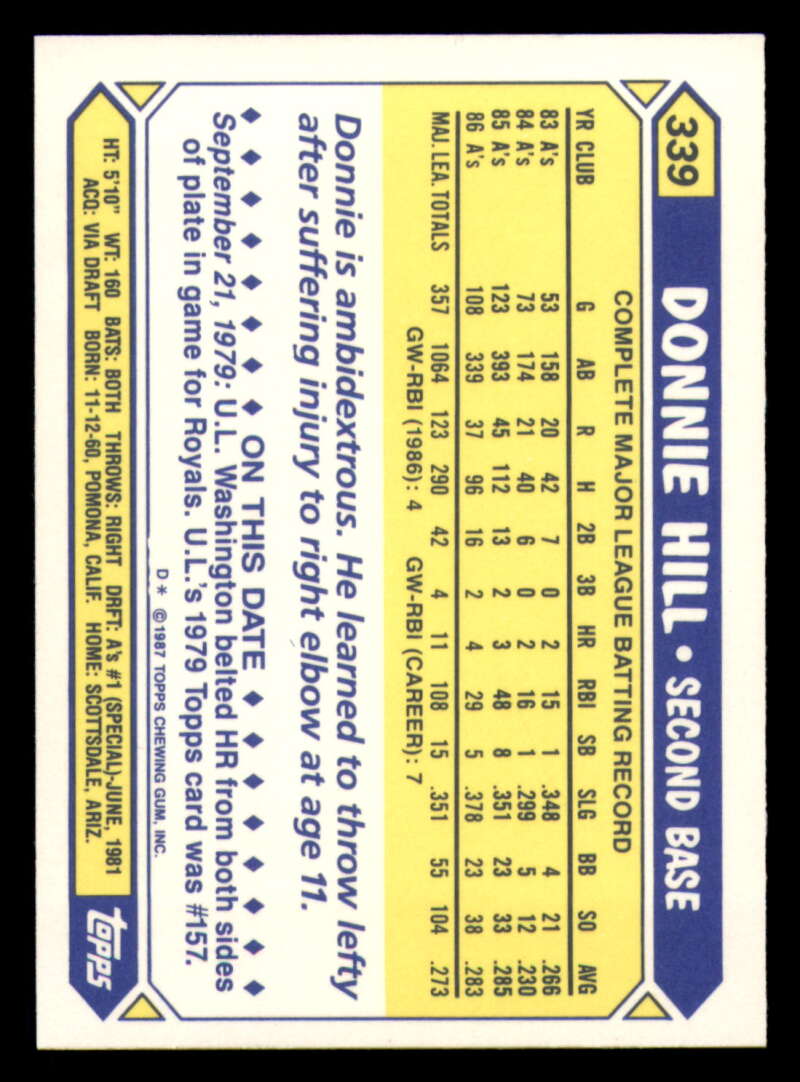 339 DONNIE HILL • SECOND BASE
COMPLETE MAJOR LEAGUE BATTING RECORD
YR CLUB G AB R H 2B 3B HR RBI SB SLG BB SO AVG
83 A's 53 158 20 42 7 0 2 15 1 .348 4 21 .266
84 A's 73 174 21 40 6 0 2 16 1 .299 5 12 .230
85 A's 123 393 45 112 13 2 3 48 8 .351 23 33 .285
86 A's 108 339 37 96 16 2 4 29 5 .378 23 38 .283
MAJ. LEA. TOTALS 357 1064 123 290 42 4 11 108 15 .351 55 104 .273
GW-RBI (1986): 4 GW-RBI (CAREER): 7
Donnie is ambidextrous. He learned to throw lefty
after suffering injury to right elbow at age 11.
◆ ◆ ◆ ◆ ◆ ◆ ◆ ON THIS DATE ◆ ◆ ◆ ◆ ◆ ◆ ◆ ◆
September 21, 1979: U.L. Washington belted HR from both sides
of plate in game for Royals. U.L.'s 1979 Topps card was #157.
D * ©1987 TOPPS CHEWING GUM, INC.
HT: 5'10" WT: 160 BATS: BOTH THROWS: RIGHT DRFT: A's #1 (SPECIAL)-JUNE, 1981
ACQ: VIA DRAFT BORN: 11-12-60, POMONA, CALIF. HOME: SCOTTSDALE, ARIZ.
topps